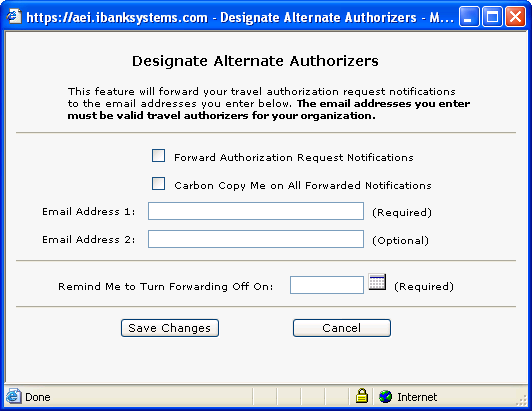 https://aei.ibanksystems.com - Designate Alternate Authorizers - M...
Designate Alternate Authorizers
This feature will forward your travel authorization request notifications
to the email addresses you enter below. The email addresses you enter
must be valid travel authorizers for your organization.
Forward Authorization Request Notifications
Carbon Copy Me on All Forwarded Notifications
Email Address 1: (Required)
Email Address 2: (Optional)
Remind Me to Turn Forwarding Off On: (Required)
Save Changes Cancel
Done Internet